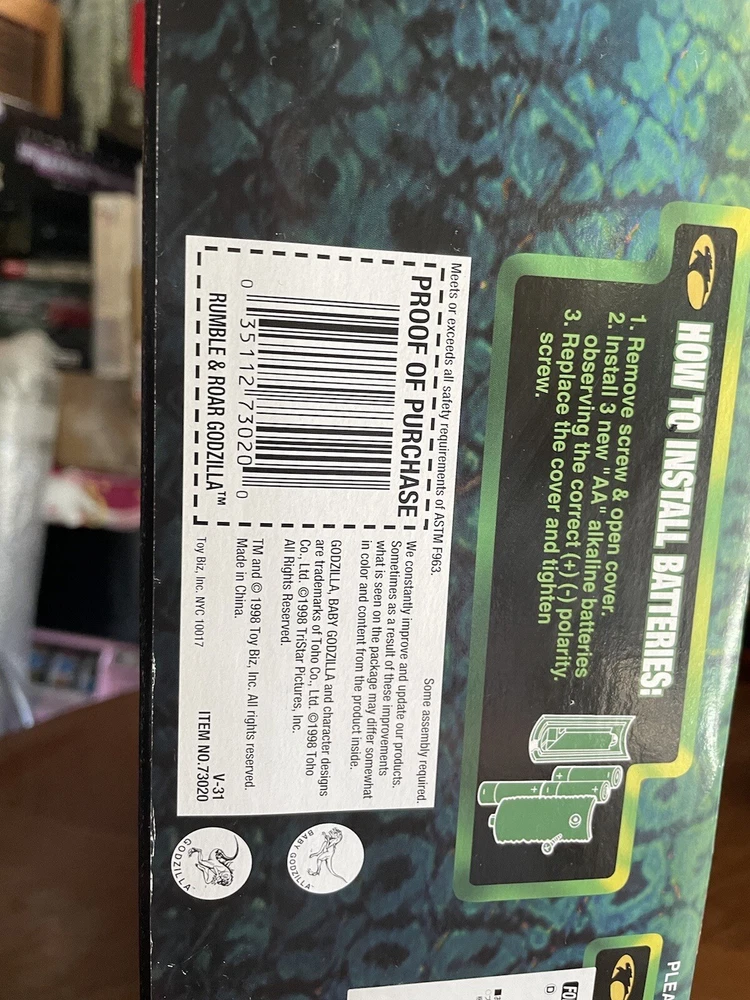 HOW TO INSTALL BATTERIES:
1. Remove screw & open cover.
2. Install 3 new "AA" alkaline batteries
observing the correct (+) (-) polarity.
3. Replace the cover and tighten
screw.
Meets or exceeds all safety requirements of ASTM F963.
PROOF OF PURCHASE
0 35112 73020 0
RUMBLE & ROAR GODZILLA™
Some assembly required.
We constantly improve and update our products.
Sometimes as a result of these improvements
what is seen on the package may differ somewhat
in color and content from the product inside.
GODZILLA, BABY GODZILLA and character designs
are trademarks of Toho Co., Ltd. ©1998 Toho
Co., Ltd. ©1998 TriStar Pictures, Inc.
All Rights Reserved.
TM and © 1998 Toy Biz, Inc. All rights reserved.
Made in China.
V-31
Toy Biz, Inc. NYC 10017
ITEM NO.73020
BABY GODZILLA
GODZILLA